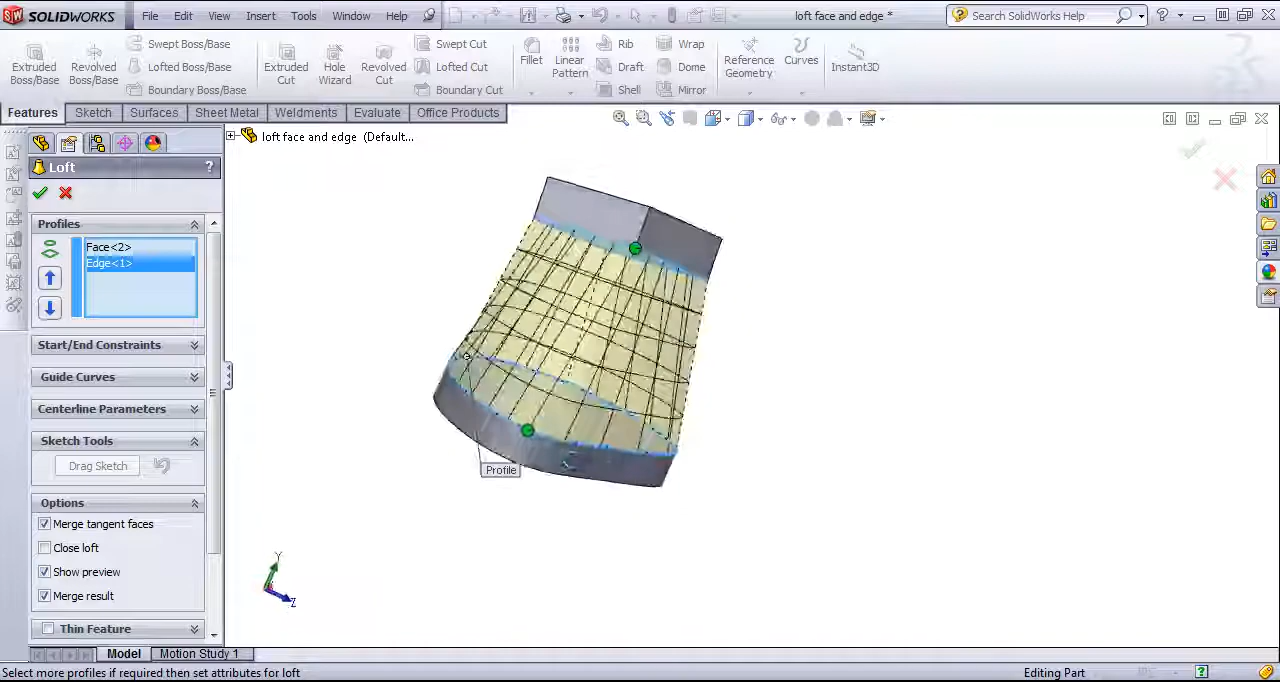 SOLIDWORKS File Edit View Insert Tools Window Help loft face and edge * Search SolidWorks Help
Extruded Boss/Base
Revolved Boss/Base
Swept Boss/Base
Lofted Boss/Base
Boundary Boss/Base
Extruded Cut
Hole Wizard
Revolved Cut
Swept Cut
Lofted Cut
Boundary Cut
Fillet
Linear Pattern
Rib
Draft
Shell
Wrap
Dome
Mirror
Reference Geometry
Curves
Instant3D
Features Sketch Surfaces Sheet Metal Weldments Evaluate Office Products
loft face and edge (Default...
Loft ?
Profiles
Face<2>
Edge<1>
Start/End Constraints
Guide Curves
Centerline Parameters
Sketch Tools
Drag Sketch
Options
Merge tangent faces
Close loft
Show preview
Merge result
Thin Feature
Profile
Y
Z
Model Motion Study 1
Select more profiles if required then set attributes for loft Editing Part